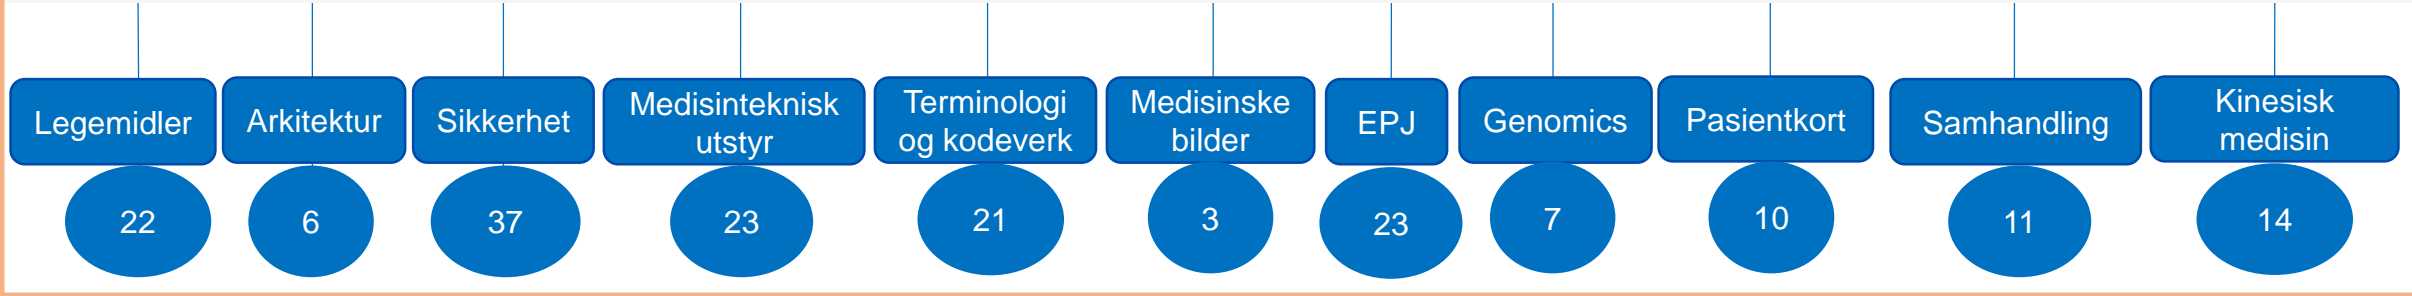 Legemidler
22
Arkitektur
6
Sikkerhet
37
Medisinteknisk
utstyr
23
Terminologi
og kodeverk
21
Medisinske
bilder
3
EPJ
23
Genomics
7
Pasientkort
10
Samhandling
11
Kinesisk
medisin
14